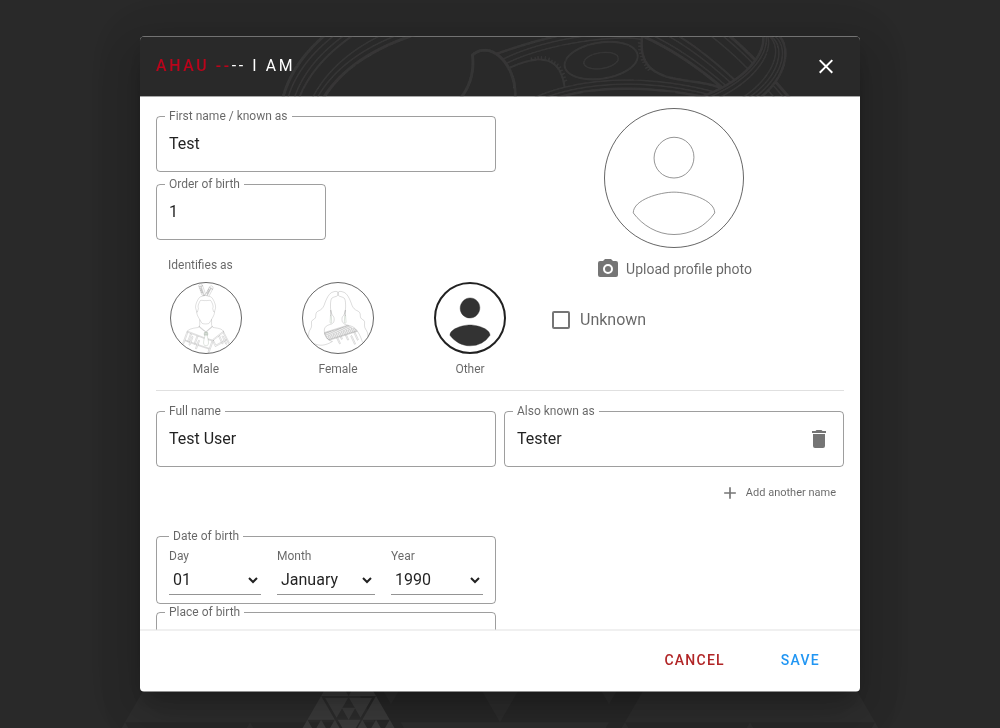 AHAU ---- I AM
First name / known as
Test
Order of birth
1
Upload profile photo
Identifies as
Male
Female
Other
Unknown
Full name
Test User
Also known as
Tester
Add another name
Date of birth
Day
Month
Year
01
January
1990
Place of birth
CANCEL
SAVE